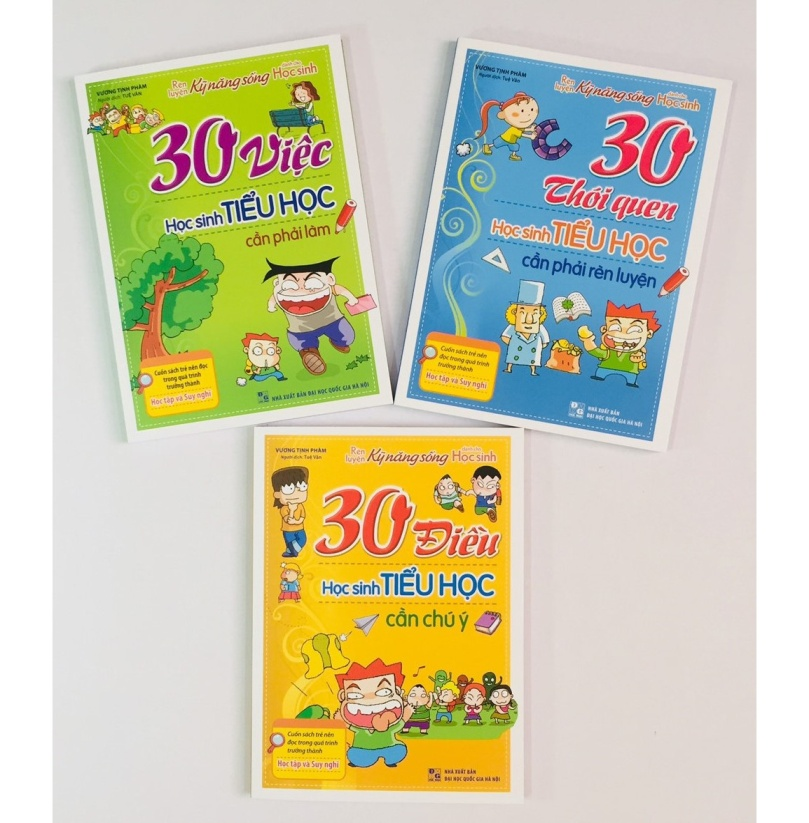 VƯƠNG TỊNH PHÀM
Người dịch: TUỆ VĂN
Rèn luyện Kỹ năng sống dành cho Học sinh
30 Việc
Học sinh TIỂU HỌC
cần phải làm
Cuốn sách trẻ nên đọc
trong quá trình
trưởng thành
Học tập và Suy nghĩ
NHÀ XUẤT BẢN ĐẠI HỌC QUỐC GIA HÀ NỘI
VƯƠNG TỊNH PHÀM
Người dịch: TUỆ VĂN
Rèn luyện Kỹ năng sống dành cho Học sinh
30
Thói quen
Học sinh TIỂU HỌC
cần phải rèn luyện
Cuốn sách trẻ nên
đọc trong quá trình
trưởng thành
Học tập và Suy nghĩ
NHÀ XUẤT BẢN
ĐẠI HỌC QUỐC GIA HÀ NỘI
VƯƠNG TỊNH PHÀM
Người dịch: Tuệ Văn
Rèn luyện Kỹ năng sống dành cho Học sinh
30 Điều
Học sinh TIỂU HỌC
cần chú ý
Cuốn sách trẻ nên
đọc trong quá trình
trưởng thành
Học tập và Suy nghĩ
NHÀ XUẤT BẢN
ĐẠI HỌC QUỐC GIA HÀ NỘI